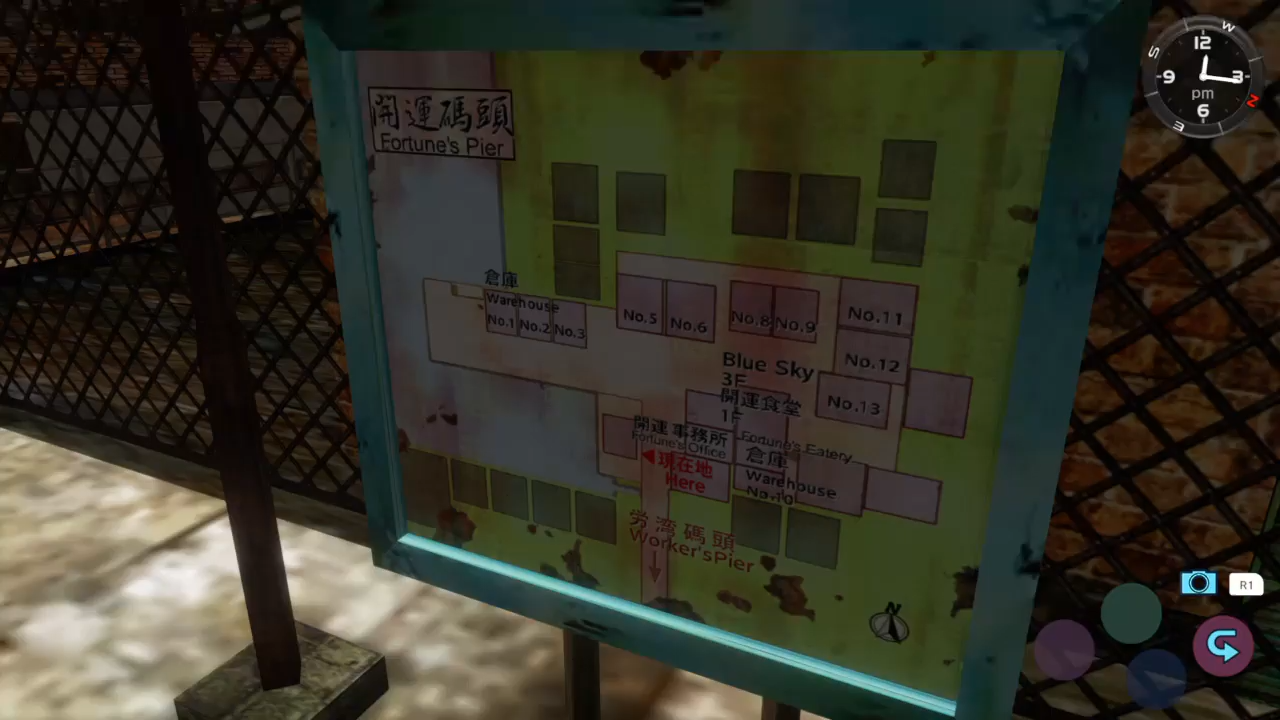 開運碼頭
Fortune's Pier
倉庫
Warehouse
No.1 No.2 No.3
No.5 No.6
No.8 No.9
No.11
No.12
No.13
Blue Sky
3F
開運食堂
1F
Fortune's Eatery
開運事務所
Fortune's Office
倉庫
Warehouse
No.10
現在地
Here
労湾碼頭
Worker'sPier
N
W
S
N
E
12
9 3
pm
6
R1